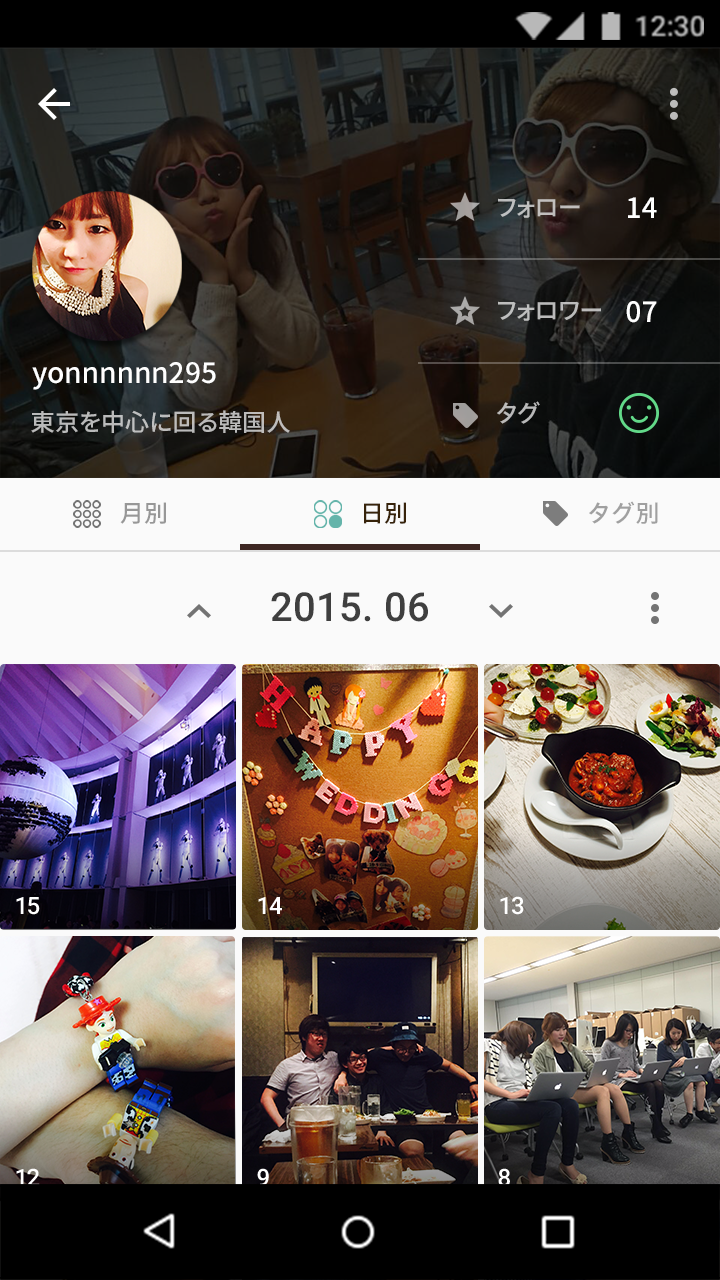 12:30
フォロー 14
フォロワー 07
yonnnnnn295
東京を中心に回る韓国人
タグ
月別 日別 タグ別
2015. 06
HAPPY
WEDDING
15 14 13
12 9 8